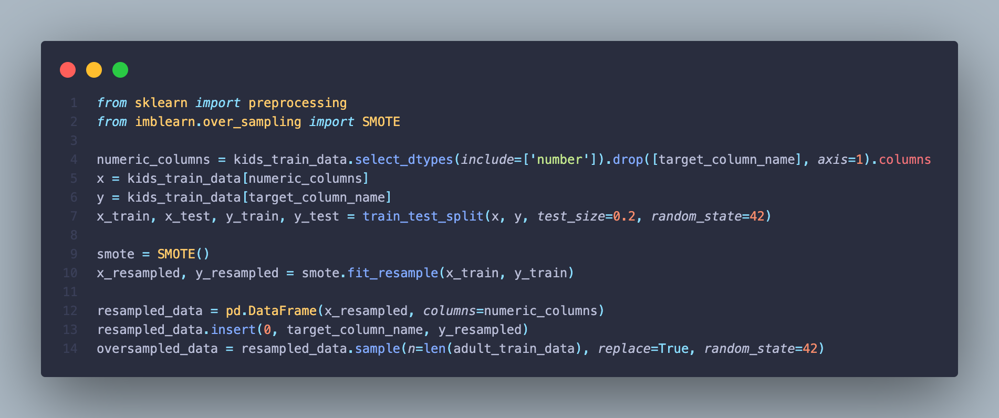 1 from sklearn import preprocessing
2 from imblearn.over_sampling import SMOTE
3
4 numeric_columns = kids_train_data.select_dtypes(include=['number']).drop([target_column_name], axis=1).columns
5 x = kids_train_data[numeric_columns]
6 y = kids_train_data[target_column_name]
7 x_train, x_test, y_train, y_test = train_test_split(x, y, test_size=0.2, random_state=42)
8
9 smote = SMOTE()
10 x_resampled, y_resampled = smote.fit_resample(x_train, y_train)
11
12 resampled_data = pd.DataFrame(x_resampled, columns=numeric_columns)
13 resampled_data.insert(0, target_column_name, y_resampled)
14 oversampled_data = resampled_data.sample(n=len(adult_train_data), replace=True, random_state=42)